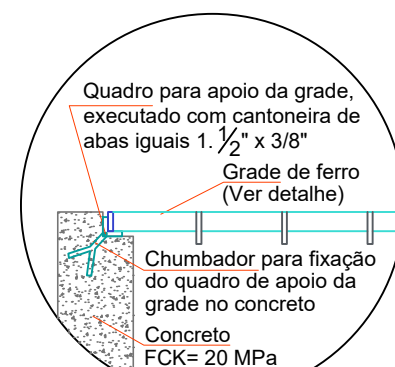 Quadro para apoio da grade,
executado com cantoneira de
abas iguais 1.½" x 3/8"
Grade de ferro
(Ver detalhe)
Chumbador para fixação
do quadro de apoio da
grade no concreto
Concreto
FCK= 20 MPa